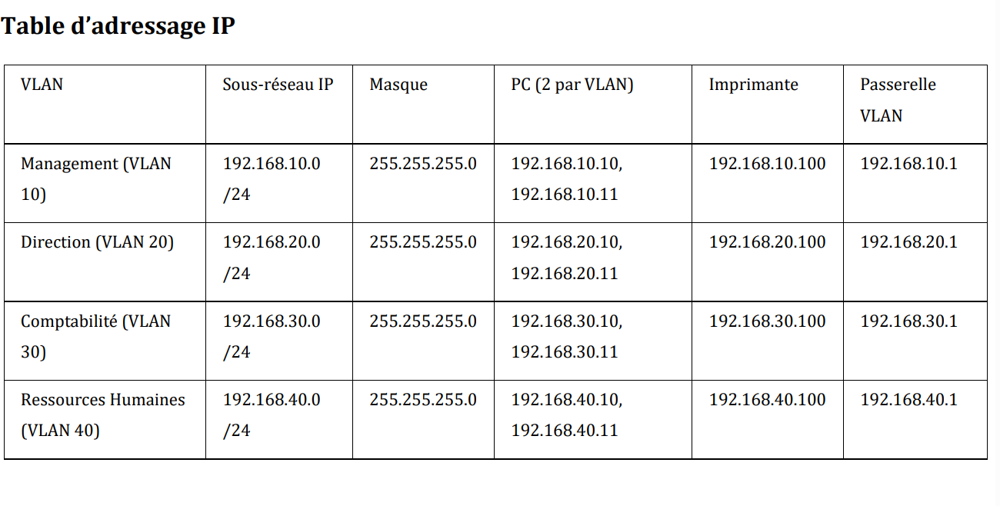 Table d’adressage IP
VLAN Sous-réseau IP Masque PC (2 par VLAN) Imprimante Passerelle
VLAN
Management (VLAN 192.168.10.0 255.255.255.0 192.168.10.10, 192.168.10.100 192.168.10.1
10) /24 192.168.10.11
Direction (VLAN 20) 192.168.20.0 255.255.255.0 192.168.20.10, 192.168.20.100 192.168.20.1
/24 192.168.20.11
Comptabilité (VLAN 192.168.30.0 255.255.255.0 192.168.30.10, 192.168.30.100 192.168.30.1
30) /24 192.168.30.11
Ressources Humaines 192.168.40.0 255.255.255.0 192.168.40.10, 192.168.40.100 192.168.40.1
(VLAN 40) /24 192.168.40.11